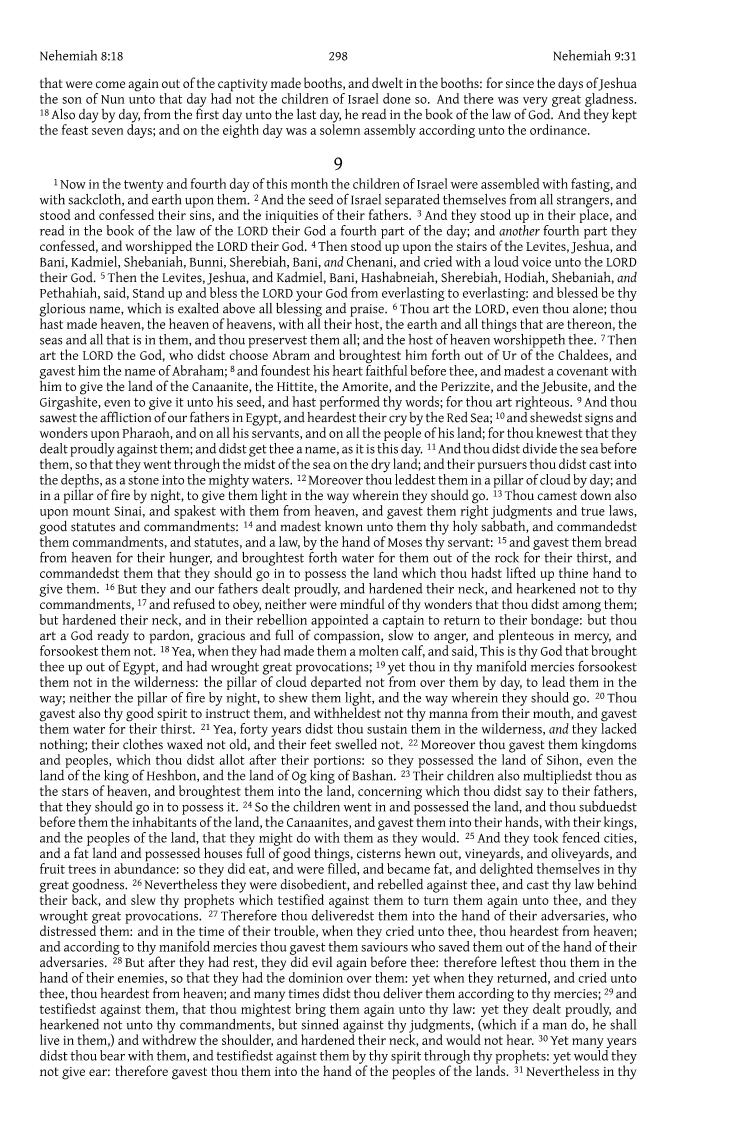 Nehemiah 8:18 298 Nehemiah 9:31
that were come again out of the captivity made booths, and dwelt in the booths: for since the days of Jeshua
the son of Nun unto that day had not the children of Israel done so. And there was very great gladness.
18 Also day by day, from the first day unto the last day, he read in the book of the law of God. And they kept
the feast seven days; and on the eighth day was a solemn assembly according unto the ordinance.
9
1 Now in the twenty and fourth day of this month the children of Israel were assembled with fasting, and
with sackcloth, and earth upon them. 2 And the seed of Israel separated themselves from all strangers, and
stood and confessed their sins, and the iniquities of their fathers. 3 And they stood up in their place, and
read in the book of the law of the LORD their God a fourth part of the day; and another fourth part they
confessed, and worshipped the LORD their God. 4 Then stood up upon the stairs of the Levites, Jeshua, and
Bani, Kadmiel, Shebaniah, Bunni, Sherebiah, Bani, and Chenani, and cried with a loud voice unto the LORD
their God. 5 Then the Levites, Jeshua, and Kadmiel, Bani, Hashabneiah, Sherebiah, Hodiah, Shebaniah, and
Pethahiah, said, Stand up and bless the LORD your God from everlasting to everlasting: and blessed be thy
glorious name, which is exalted above all blessing and praise. 6 Thou art the LORD, even thou alone; thou
hast made heaven, the heaven of heavens, with all their host, the earth and all things that are thereon, the
seas and all that is in them, and thou preservest them all; and the host of heaven worshippeth thee. 7 Then
art the LORD the God, who didst choose Abram and broughtest him forth out of Ur of the Chaldees, and
gavest him the name of Abraham; 8 and foundest his heart faithful before thee, and madest a covenant with
him to give the land of the Canaanite, the Hittite, the Amorite, and the Perizzite, and the Jebusite, and the
Girgashite, even to give it unto his seed, and hast performed thy words; for thou art righteous. 9 And thou
sawest the affliction of our fathers in Egypt, and heardest their cry by the Red Sea; 10 and shewedst signs and
wonders upon Pharaoh, and on all his servants, and on all the people of his land; for thou knewest that they
dealt proudly against them; and didst get thee a name, as it is this day. 11 And thou didst divide the sea before
them, so that they went through the midst of the sea on the dry land; and their pursuers thou didst cast into
the depths, as a stone into the mighty waters. 12 Moreover thou leddest them in a pillar of cloud by day; and
in a pillar of fire by night, to give them light in the way wherein they should go. 13 Thou camest down also
upon mount Sinai, and spakest with them from heaven, and gavest them right judgments and true laws,
good statutes and commandments: 14 and madest known unto them thy holy sabbath, and commandedst
them commandments, and statutes, and a law, by the hand of Moses thy servant: 15 and gavest them bread
from heaven for their hunger, and broughtest forth water for them out of the rock for their thirst, and
commandedst them that they should go in to possess the land which thou hadst lifted up thine hand to
give them. 16 But they and our fathers dealt proudly, and hardened their neck, and hearkened not to thy
commandments, 17 and refused to obey, neither were mindful of thy wonders that thou didst among them;
but hardened their neck, and in their rebellion appointed a captain to return to their bondage: but thou
art a God ready to pardon, gracious and full of compassion, slow to anger, and plenteous in mercy, and
forsookest them not. 18 Yea, when they had made them a molten calf, and said, This is thy God that brought
thee up out of Egypt, and had wrought great provocations; 19 yet thou in thy manifold mercies forsookest
them not in the wilderness: the pillar of cloud departed not from over them by day, to lead them in the
way; neither the pillar of fire by night, to shew them light, and the way wherein they should go. 20 Thou
gavest also thy good spirit to instruct them, and withheldest not thy manna from their mouth, and gavest
them water for their thirst. 21 Yea, forty years didst thou sustain them in the wilderness, and they lacked
nothing; their clothes waxed not old, and their feet swelled not. 22 Moreover thou gavest them kingdoms
and peoples, which thou didst allot after their portions: so they possessed the land of Sihon, even the
land of the king of Heshbon, and the land of Og king of Bashan. 23 Their children also multipliedst thou as
the stars of heaven, and broughtest them into the land, concerning which thou didst say to their fathers,
that they should go in to possess it. 24 So the children went in and possessed the land, and thou subduedst
before them the inhabitants of the land, the Canaanites, and gavest them into their hands, with their kings,
and the peoples of the land, that they might do with them as they would. 25 And they took fenced cities,
and a fat land and possessed houses full of good things, cisterns hewn out, vineyards, and oliveyards, and
fruit trees in abundance: so they did eat, and were filled, and became fat, and delighted themselves in thy
great goodness. 26 Nevertheless they were disobedient, and rebelled against thee, and cast thy law behind
their back, and slew thy prophets which testified against them to turn them again unto thee, and they
wrought great provocations. 27 Therefore thou deliveredst them into the hand of their adversaries, who
distressed them: and in the time of their trouble, when they cried unto thee, thou heardest from heaven;
and according to thy manifold mercies thou gavest them saviours who saved them out of the hand of their
adversaries. 28 But after they had rest, they did evil again before thee: therefore leftest thou them in the
hand of their enemies, so that they had the dominion over them: yet when they returned, and cried unto
thee, thou heardest from heaven; and many times didst thou deliver them according to thy mercies; 29 and
testifiedst against them, that thou mightest bring them again unto thy law: yet they dealt proudly, and
hearkened not unto thy commandments, but sinned against thy judgments, (which if a man do, he shall
live in them,) and withdrew the shoulder, and hardened their neck, and would not hear. 30 Yet many years
didst thou bear with them, and testifiedst against them by thy spirit through thy prophets: yet would they
not give ear: therefore gavest thou them into the hand of the peoples of the lands. 31 Nevertheless in thy